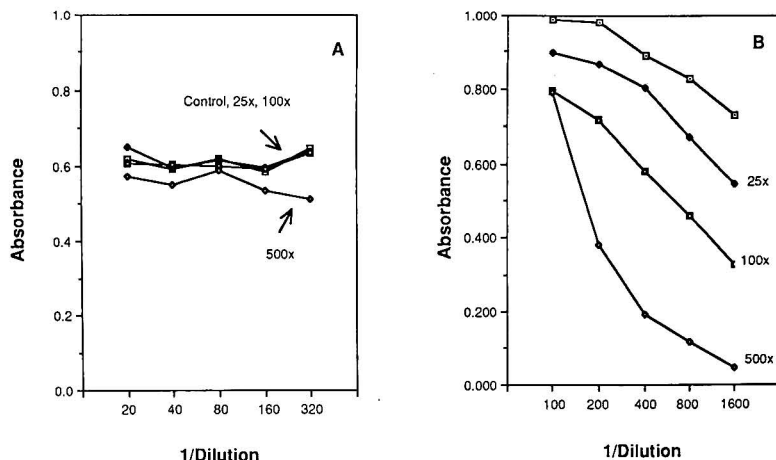 A
Absorbance
1.0
0.8
0.6
0.4
0.2
0.0
Control, 25x, 100x
500x
20 40 80 160 320
1/Dilution
B
Absorbance
1.000
0.800
0.600
0.400
0.200
0.000
25x
100x
500x
100 200 400 800 1600
1/Dilution